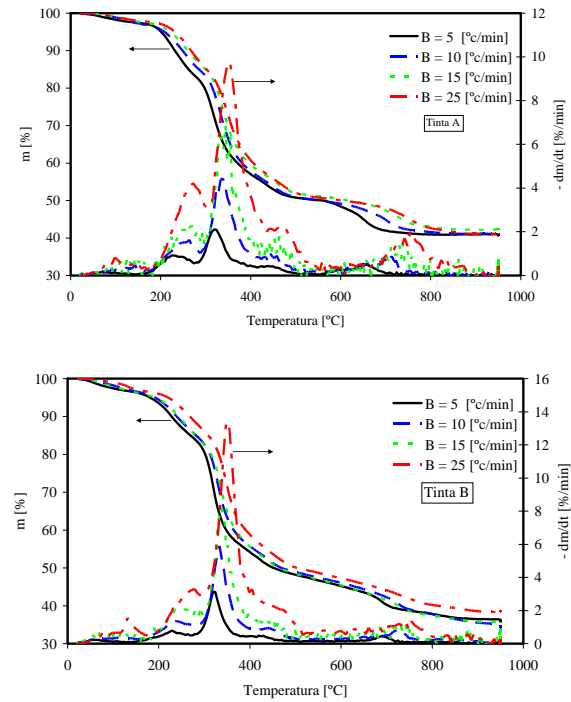 100
90
80
70
60
50
40
30
m [%]
12
10
8
6
4
2
0
- dm/dt [%/min]
B = 5 [ºc/min]
B = 10 [ºc/min]
B = 15 [ºc/min]
B = 25 [ºc/min]
Tinta A
0 200 400 600 800 1000
Temperatura [ºC]
100
90
80
70
60
50
40
30
m [%]
16
14
12
10
8
6
4
2
0
- dm/dt [%/min]
B = 5 [ºc/min]
B = 10 [ºc/min]
B = 15 [ºc/min]
B = 25 [ºc/min]
Tinta B
0 200 400 600 800 1000
Temperatura [ºC]